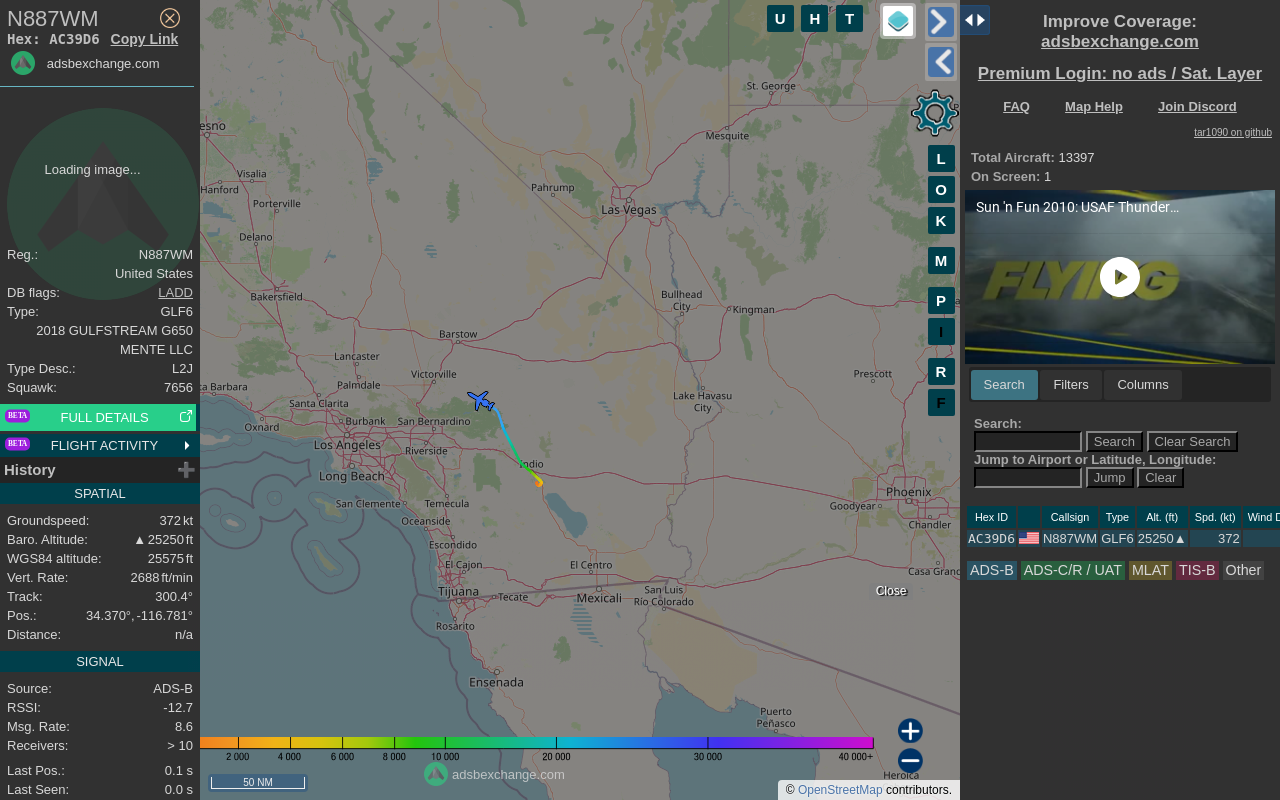 N887WM
Hex: AC39D6 Copy Link
adsbexchange.com
Loading image...
Reg.: N887WM
United States
DB flags: LADD
Type: GLF6
2018 GULFSTREAM G650
MENTE LLC
Type Desc.: L2J
Squawk: 7656
BETA FULL DETAILS
BETA FLIGHT ACTIVITY
History
SPATIAL
Groundspeed: 372 kt
Baro. Altitude: ▲ 25250 ft
WGS84 altitude: 25575 ft
Vert. Rate: 2688 ft/min
Track: 300.4°
Pos.: 34.370°, -116.781°
Distance: n/a
SIGNAL
Source: ADS-B
RSSI: -12.7
Msg. Rate: 8.6
Receivers: > 10
Last Pos.: 0.1 s
Last Seen: 0.0 s
U H T
L
O
K
M
P
I
R
F
St. George
Mesquite
esno
Visalia
Hanford
Porterville
Pahrump
Las Vegas
Delano
Bakersfield
Bullhead
City
Kingman
Barstow
Lancaster
Palmdale
Victorville
Prescott
ta Barbara
Santa Clarita
Lake Havasu
City
Oxnard
Burbank
San Bernardino
Los Angeles
Riverside
Indio
Long Beach
San Clemente
Temecula
Phoenix
Goodyear
Chandler
Oceanside
Escondido
El Cajon
El Centro
Casa Grand
Tijuana
Tecate
Mexicali
San Luis
Río Colorado
Close
Rosarito
Ensenada
Puerto
Peñasco
Heroica
2 000 4 000 6 000 8 000 10 000 20 000 30 000 40 000+
50 NM
adsbexchange.com
© OpenStreetMap contributors.
Improve Coverage:
adsbexchange.com
Premium Login: no ads / Sat. Layer
FAQ Map Help Join Discord
tar1090 on github
Total Aircraft: 13397
On Screen: 1
Sun 'n Fun 2010: USAF Thunder...
FLYING
Search Filters Columns
Search:
Search Clear Search
Jump to Airport or Latitude, Longitude:
Jump Clear
Hex ID Callsign Type Alt. (ft) Spd. (kt) Wind D
AC39D6 N887WM GLF6 25250▲ 372
ADS-B ADS-C/R / UAT MLAT TIS-B Other